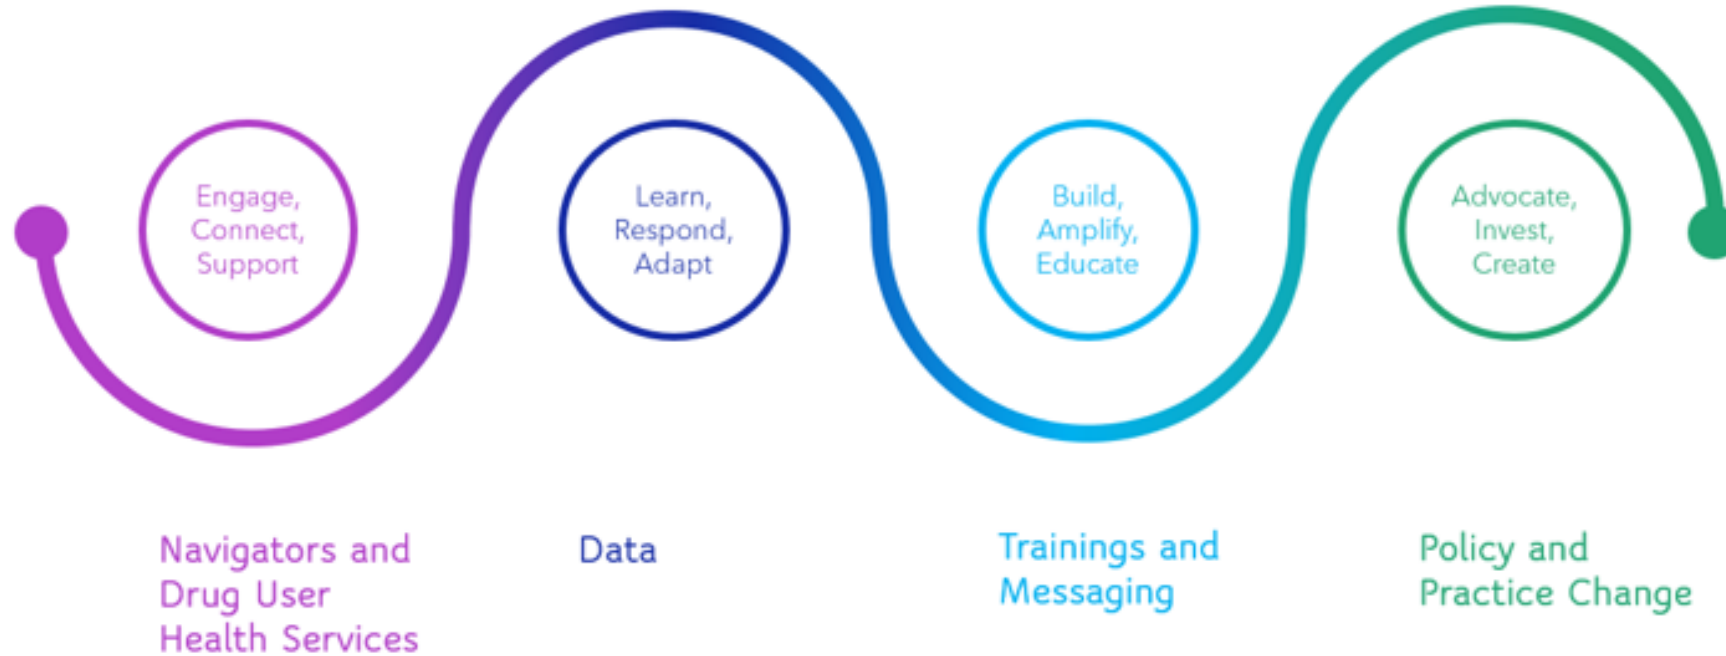 Engage,
Connect,
Support
Learn,
Respond,
Adapt
Build,
Amplify,
Educate
Advocate,
Invest,
Create
Navigators and
Drug User
Health Services
Data
Trainings and
Messaging
Policy and
Practice Change